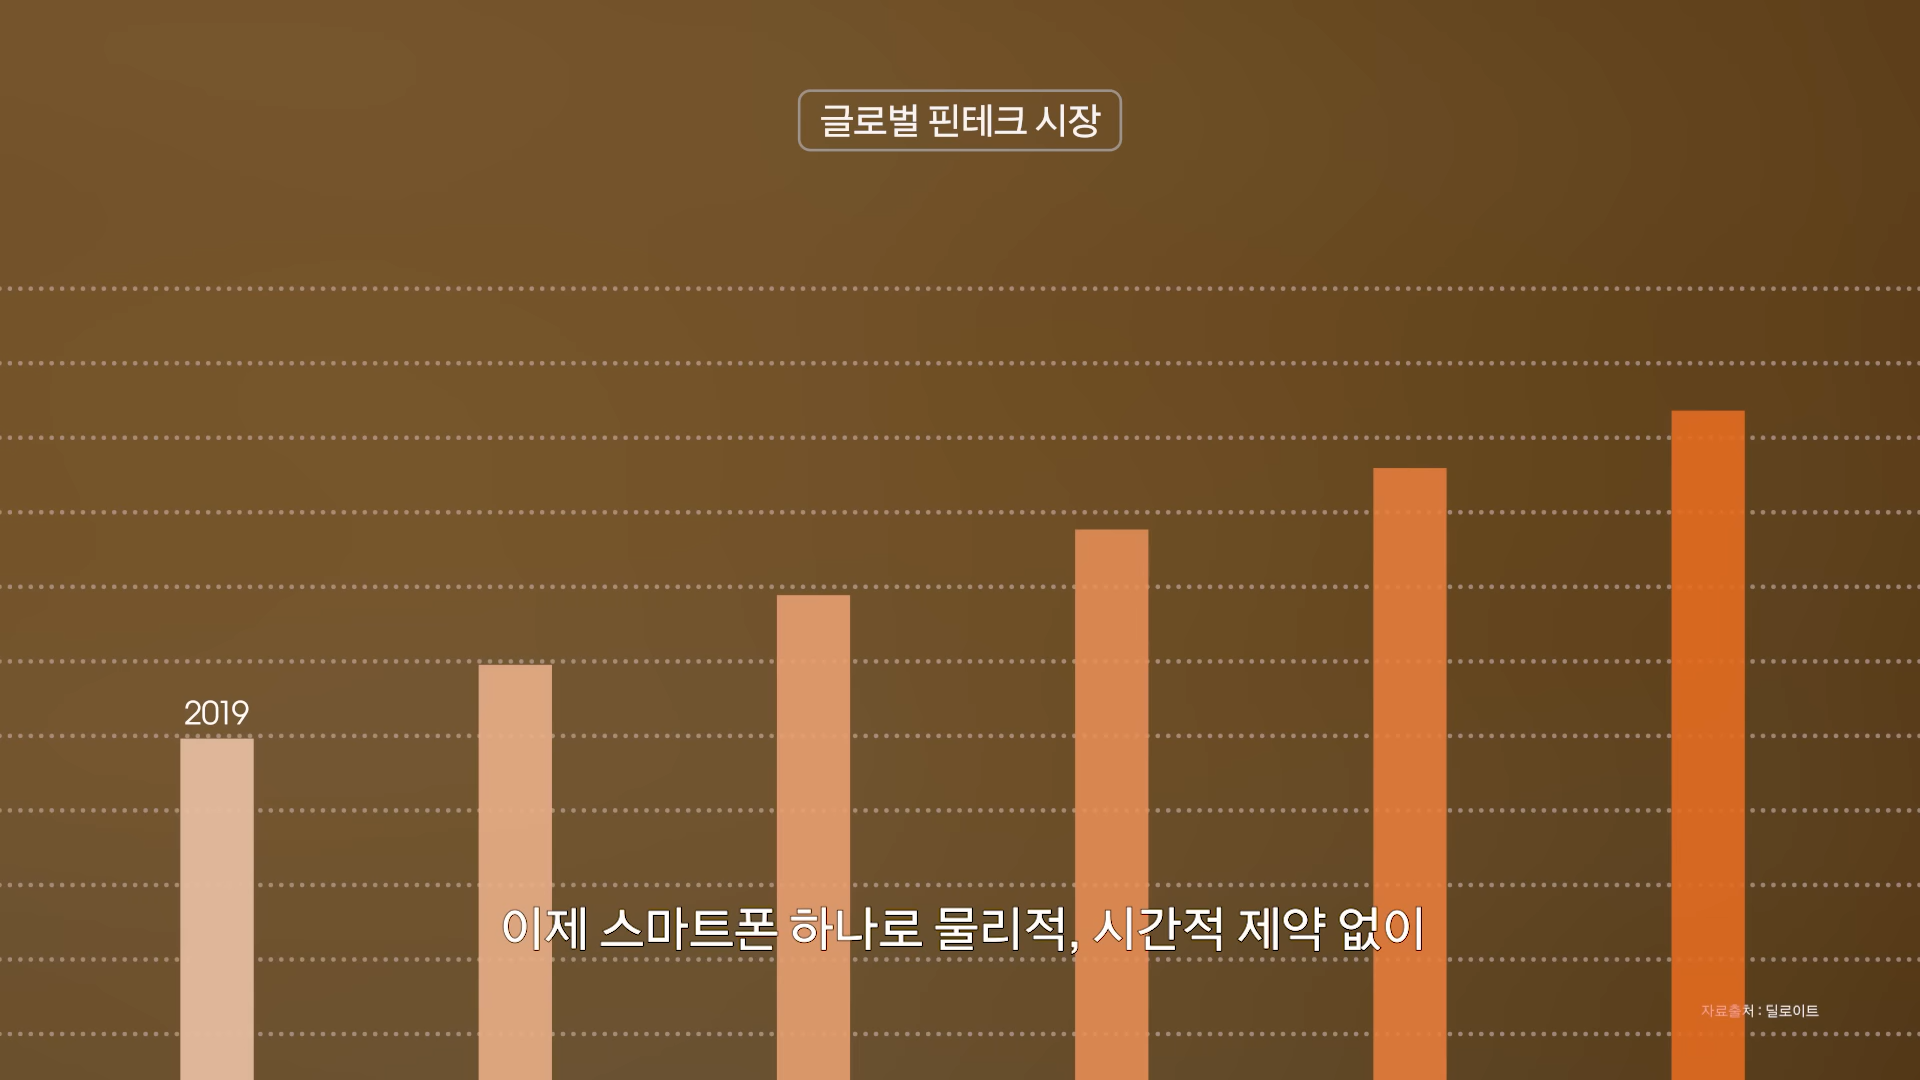 글로벌 핀테크 시장
2019
이제 스마트폰 하나로 물리적, 시간적 제약 없이
자료출처 : 딜로이트